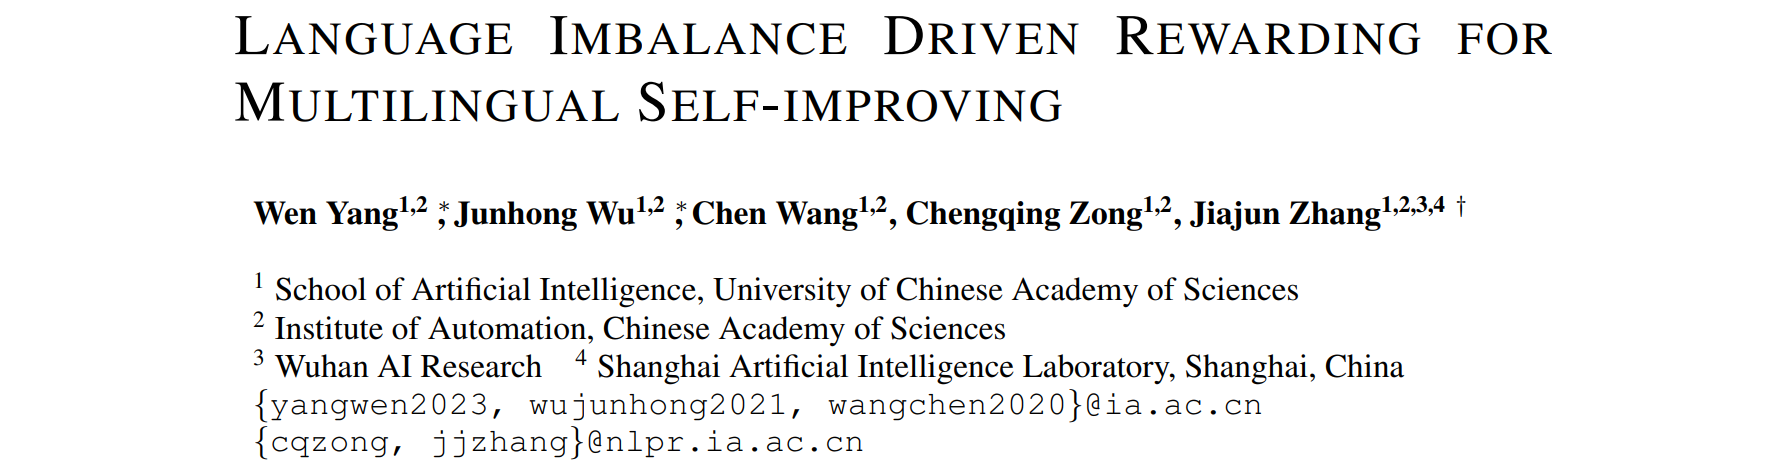 LANGUAGE IMBALANCE DRIVEN REWARDING FOR
MULTILINGUAL SELF-IMPROVING
Wen Yang1,2 *, Junhong Wu1,2 *, Chen Wang1,2, Chengqing Zong1,2, Jiajun Zhang1,2,3,4 †
1 School of Artificial Intelligence, University of Chinese Academy of Sciences
2 Institute of Automation, Chinese Academy of Sciences
3 Wuhan AI Research 4 Shanghai Artificial Intelligence Laboratory, Shanghai, China
{yangwen2023, wujunhong2021, wangchen2020}@ia.ac.cn
{cqzong, jjzhang}@nlpr.ia.ac.cn